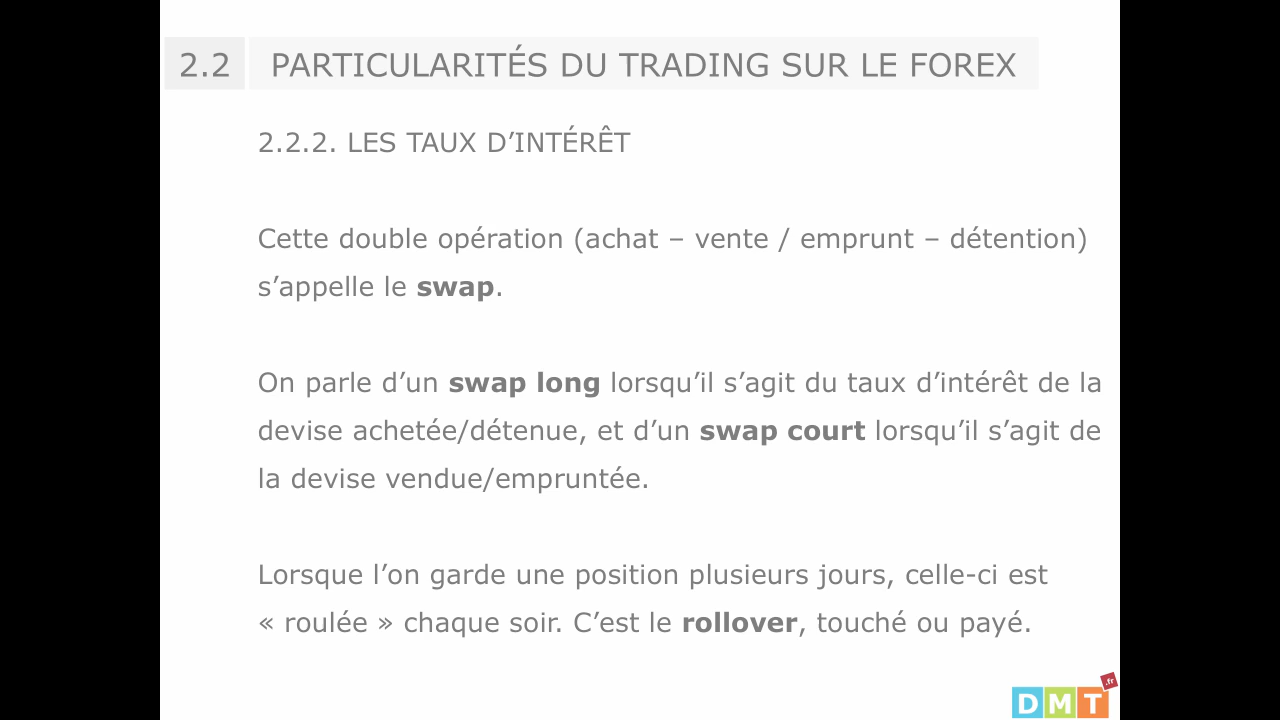 2.2 PARTICULARITÉS DU TRADING SUR LE FOREX
2.2.2. LES TAUX D’INTÉRÊT
Cette double opération (achat – vente / emprunt – détention)
s’appelle le swap.
On parle d’un swap long lorsqu’il s’agit du taux d’intérêt de la
devise achetée/détenue, et d’un swap court lorsqu’il s’agit de
la devise vendue/empruntée.
Lorsque l’on garde une position plusieurs jours, celle-ci est
« roulée » chaque soir. C’est le rollover, touché ou payé.
DMT .fr